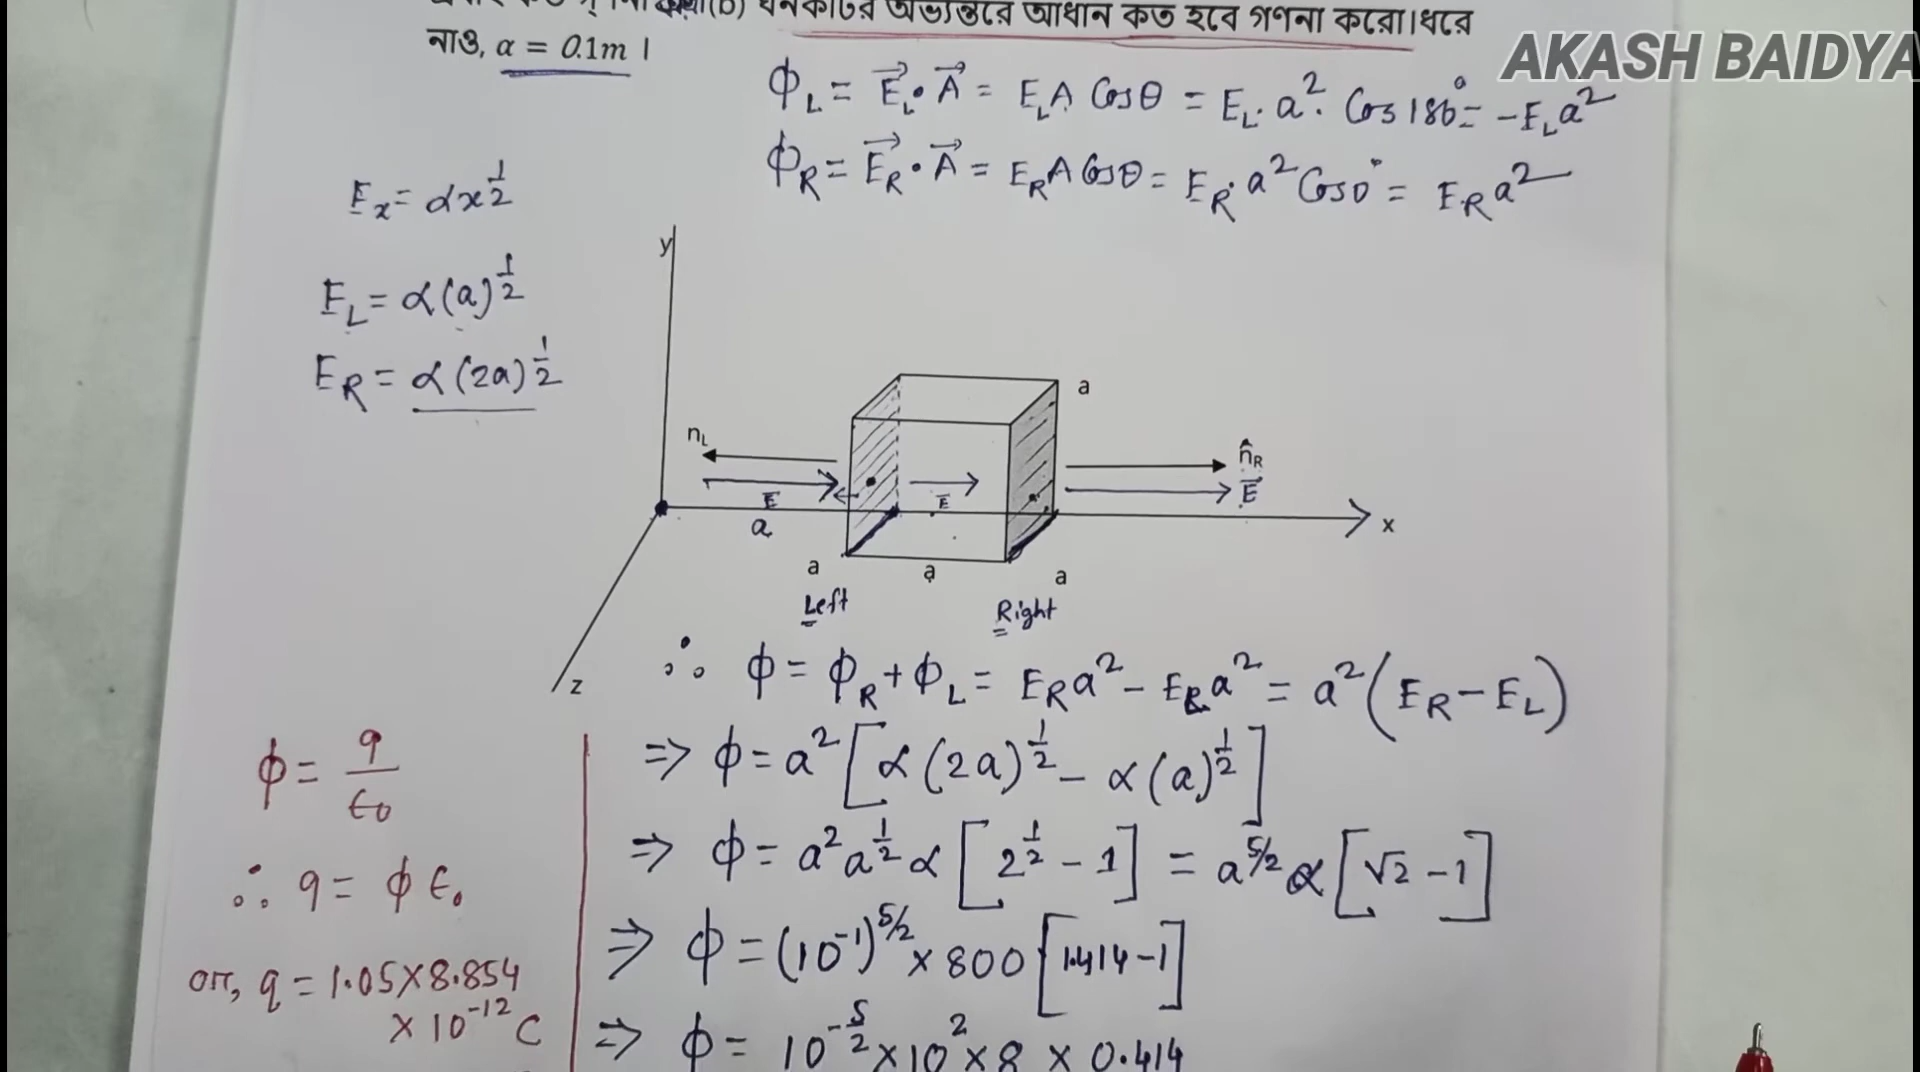 (b) ঘনকটির অভ্যন্তরে আধান কত হবে গণনা করো।ধরে
নাও, a = 0.1m ।
AKASH BAIDYA
ϕL = E⃗L·A⃗ = ELA Cosθ = EL·a²· Cos180° = -ELa²
ϕR = E⃗R·A⃗ = ERA Cosθ = ER·a² Cos0° = ERa²
Ex = αx^1/2
EL = α(a)^1/2
ER = α(2a)^1/2
y
a
nL
n̂R
E
E
E⃗
a
x
a
a
a
Left
Right
z
∴ ϕ = ϕR + ϕL = ERa² - ELa² = a²(ER - EL)
⇒ ϕ = a²[α(2a)^1/2 - α(a)^1/2]
⇒ ϕ = a² a^1/2 α [2^1/2 - 1] = a^5/2 α [√2 - 1]
⇒ ϕ = (10^-1)^5/2 × 800 [1.414 - 1]
⇒ ϕ = 10^-5/2 × 10² × 8 × 0.414
ϕ = q/ϵ0
∴ q = ϕ ϵ₀
বা, q = 1.05×8.854
× 10^-12 C